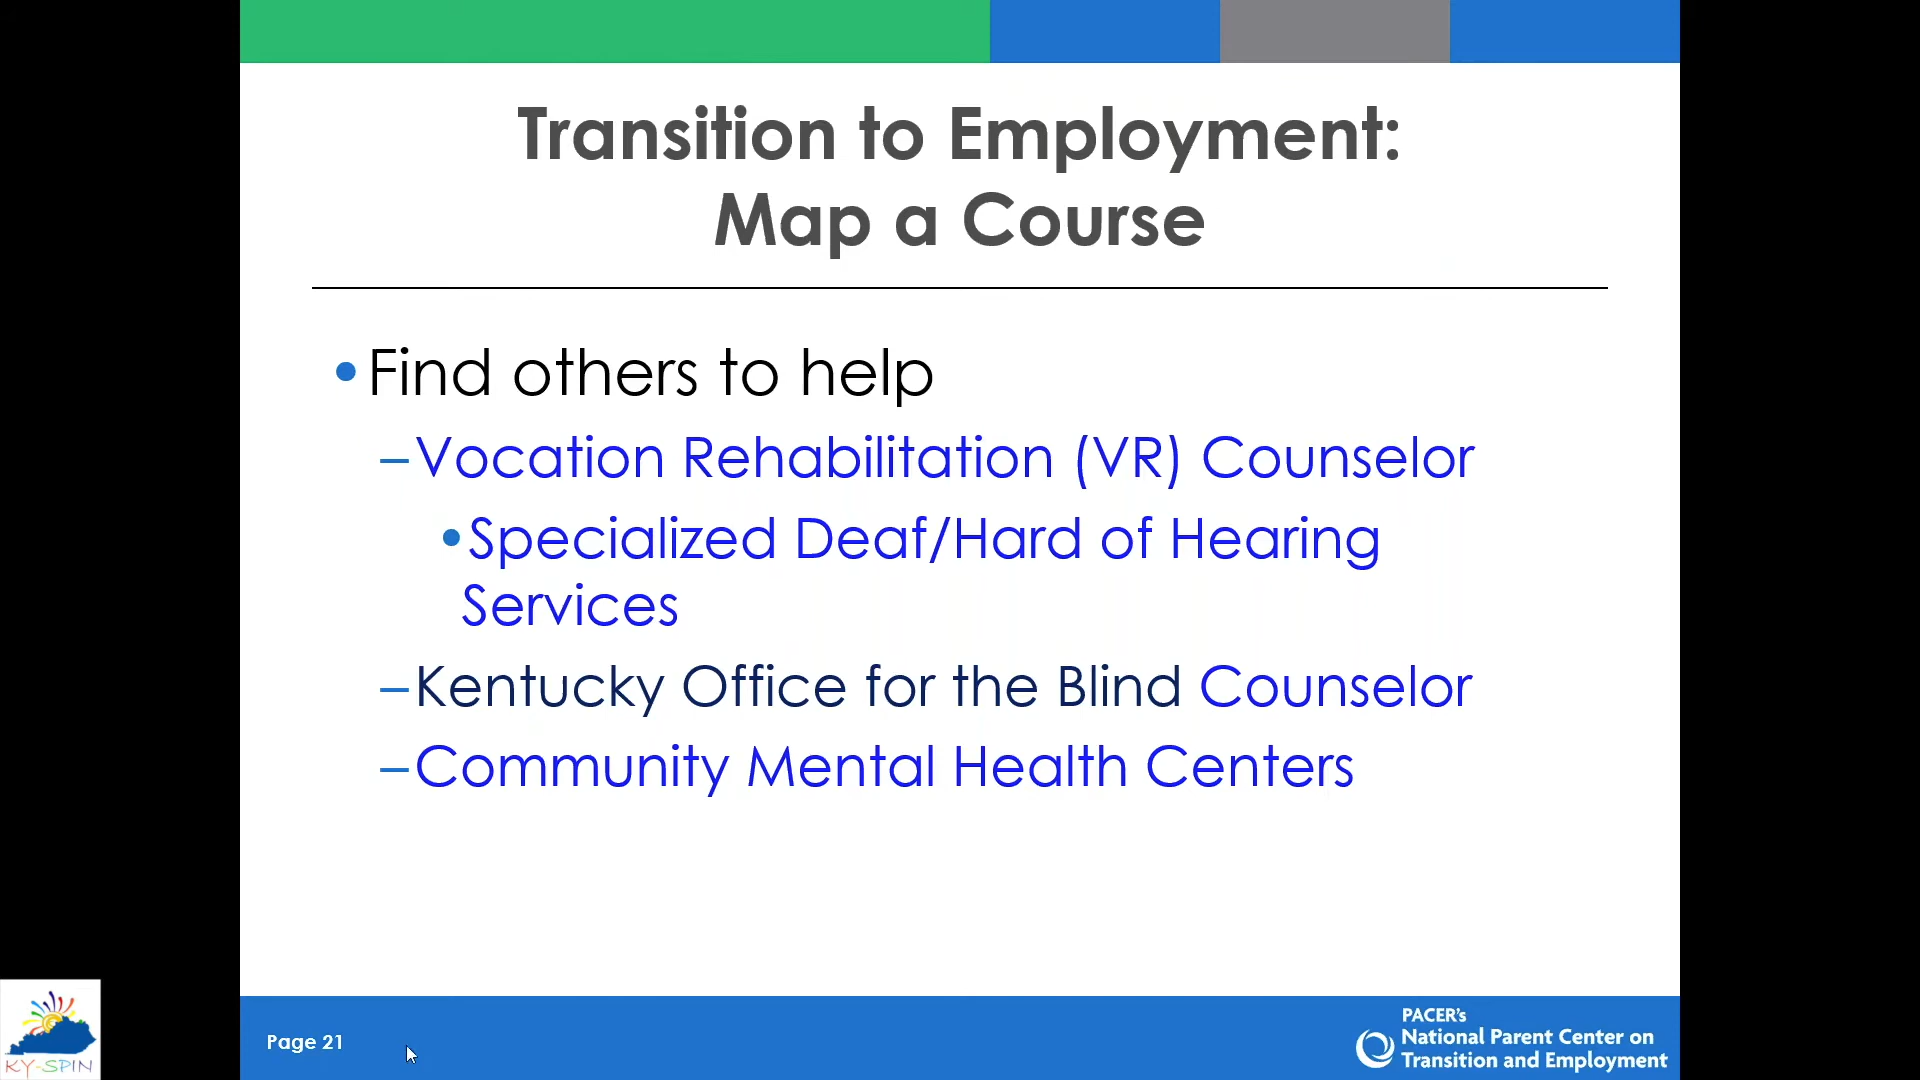 Transition to Employment:
Map a Course
•Find others to help
–Vocation Rehabilitation (VR) Counselor
•Specialized Deaf/Hard of Hearing
Services
–Kentucky Office for the Blind Counselor
–Community Mental Health Centers
KY-SPIN
Page 21
PACER's
National Parent Center on
Transition and Employment